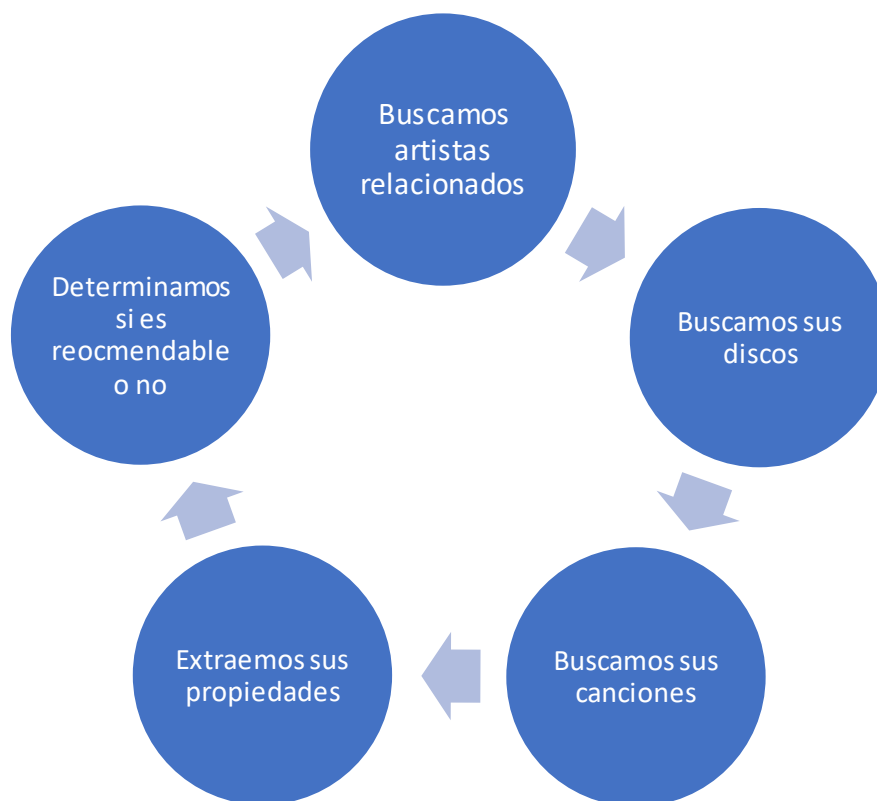 Buscamos
artistas
relacionados
Buscamos sus
discos
Buscamos sus
canciones
Extraemos sus
propiedades
Determinamos
si es
reocmendable
o no